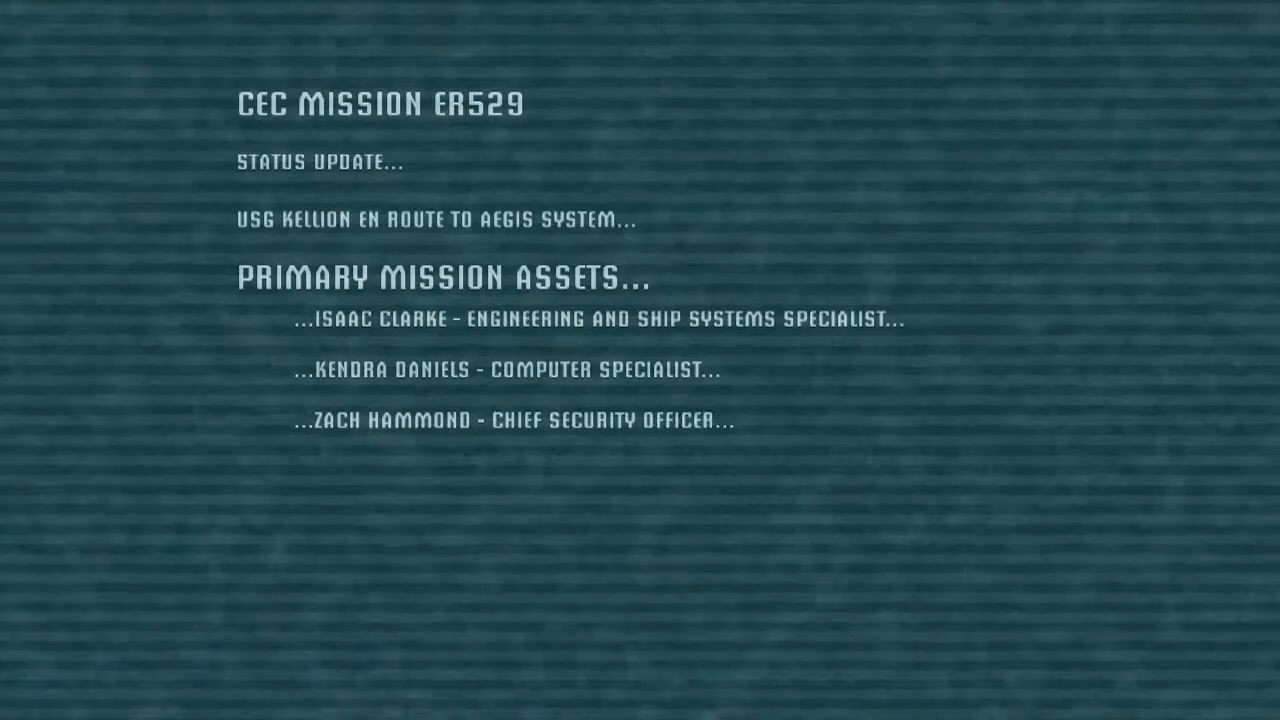 CEC MISSION ER529
STATUS UPDATE...
USG KELLION EN ROUTE TO AEGIS SYSTEM...
PRIMARY MISSION ASSETS...
...ISAAC CLARKE - ENGINEERING AND SHIP SYSTEMS SPECIALIST...
...KENDRA DANIELS - COMPUTER SPECIALIST...
...ZACH HAMMOND - CHIEF SECURITY OFFICER...